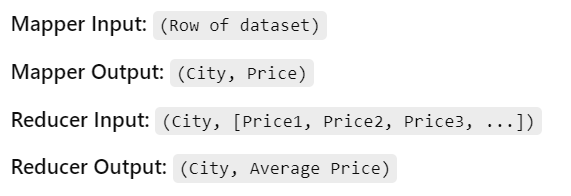 Mapper Input: (Row of dataset)
Mapper Output: (City, Price)
Reducer Input: (City, [Price1, Price2, Price3, ...])
Reducer Output: (City, Average Price)